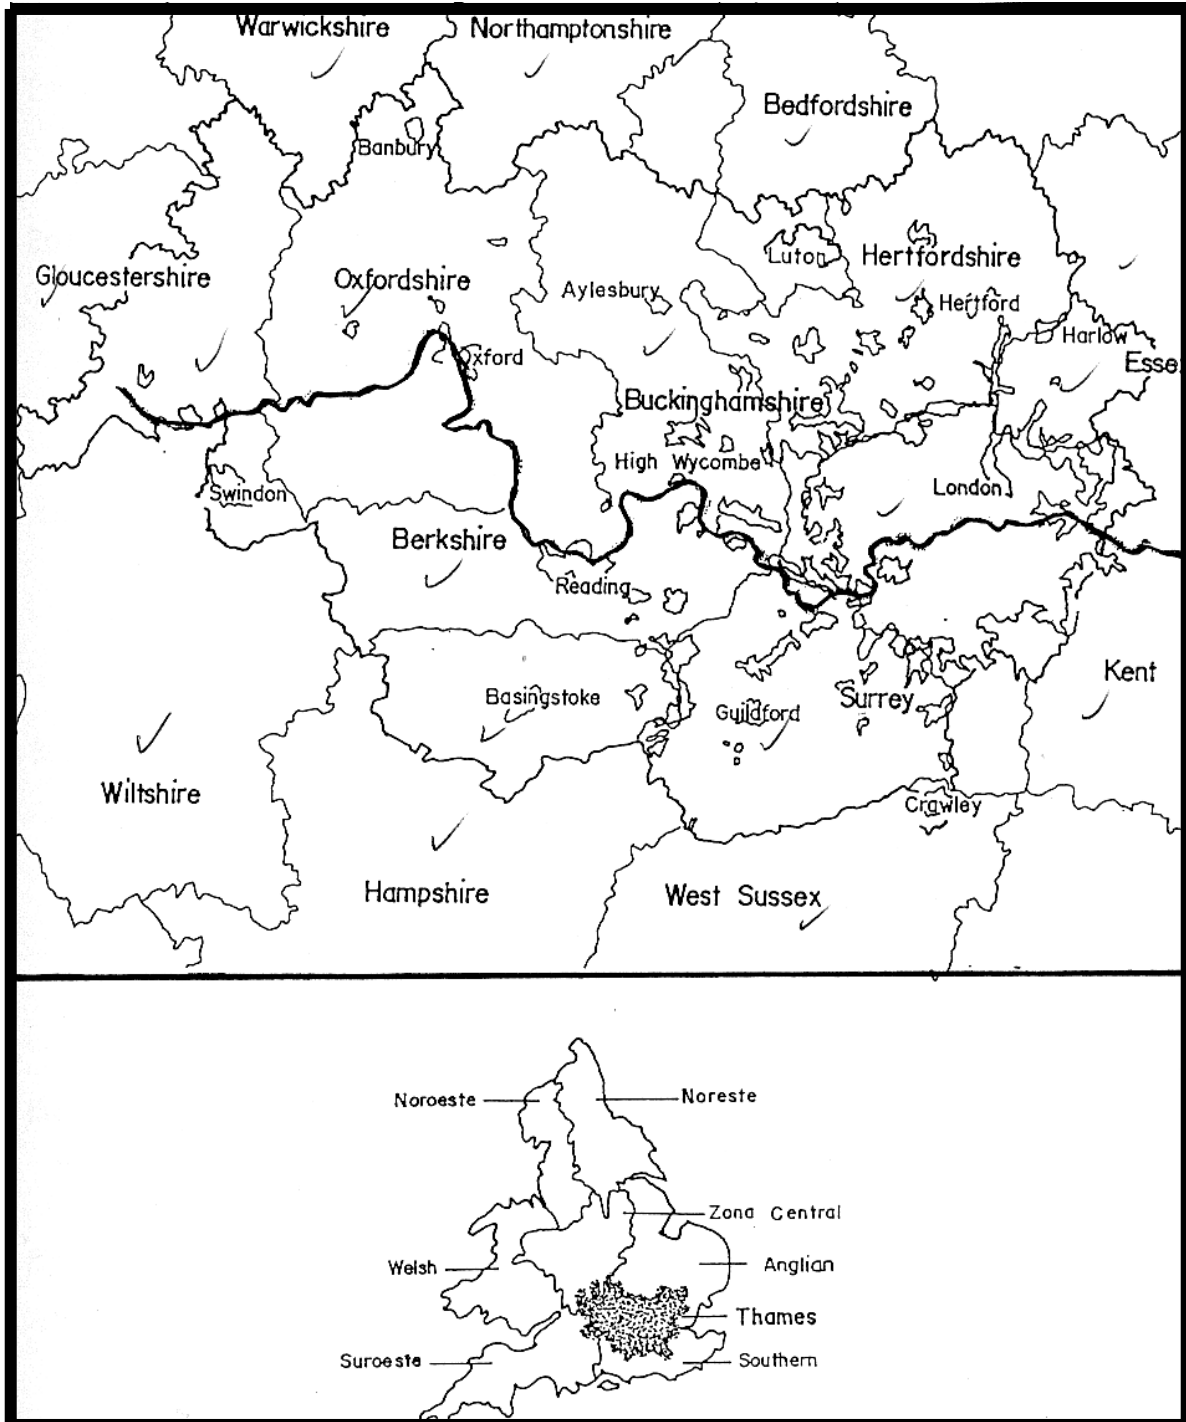 Warwickshire
Northamptonshire
Bedfordshire
Banbury
Gloucestershire
Oxfordshire
Aylesbury
Luton
Hertfordshire
Hertford
Harlow
Oxford
Esse
Buckinghamshire
High Wycombe
Swindon
London
Berkshire
Reading
Kent
Basingstoke
Guildford
Surrey
Wiltshire
Crawley
Hampshire
West Sussex
Noroeste
Noreste
Zona Central
Welsh
Anglian
Thames
Suroeste
Southern